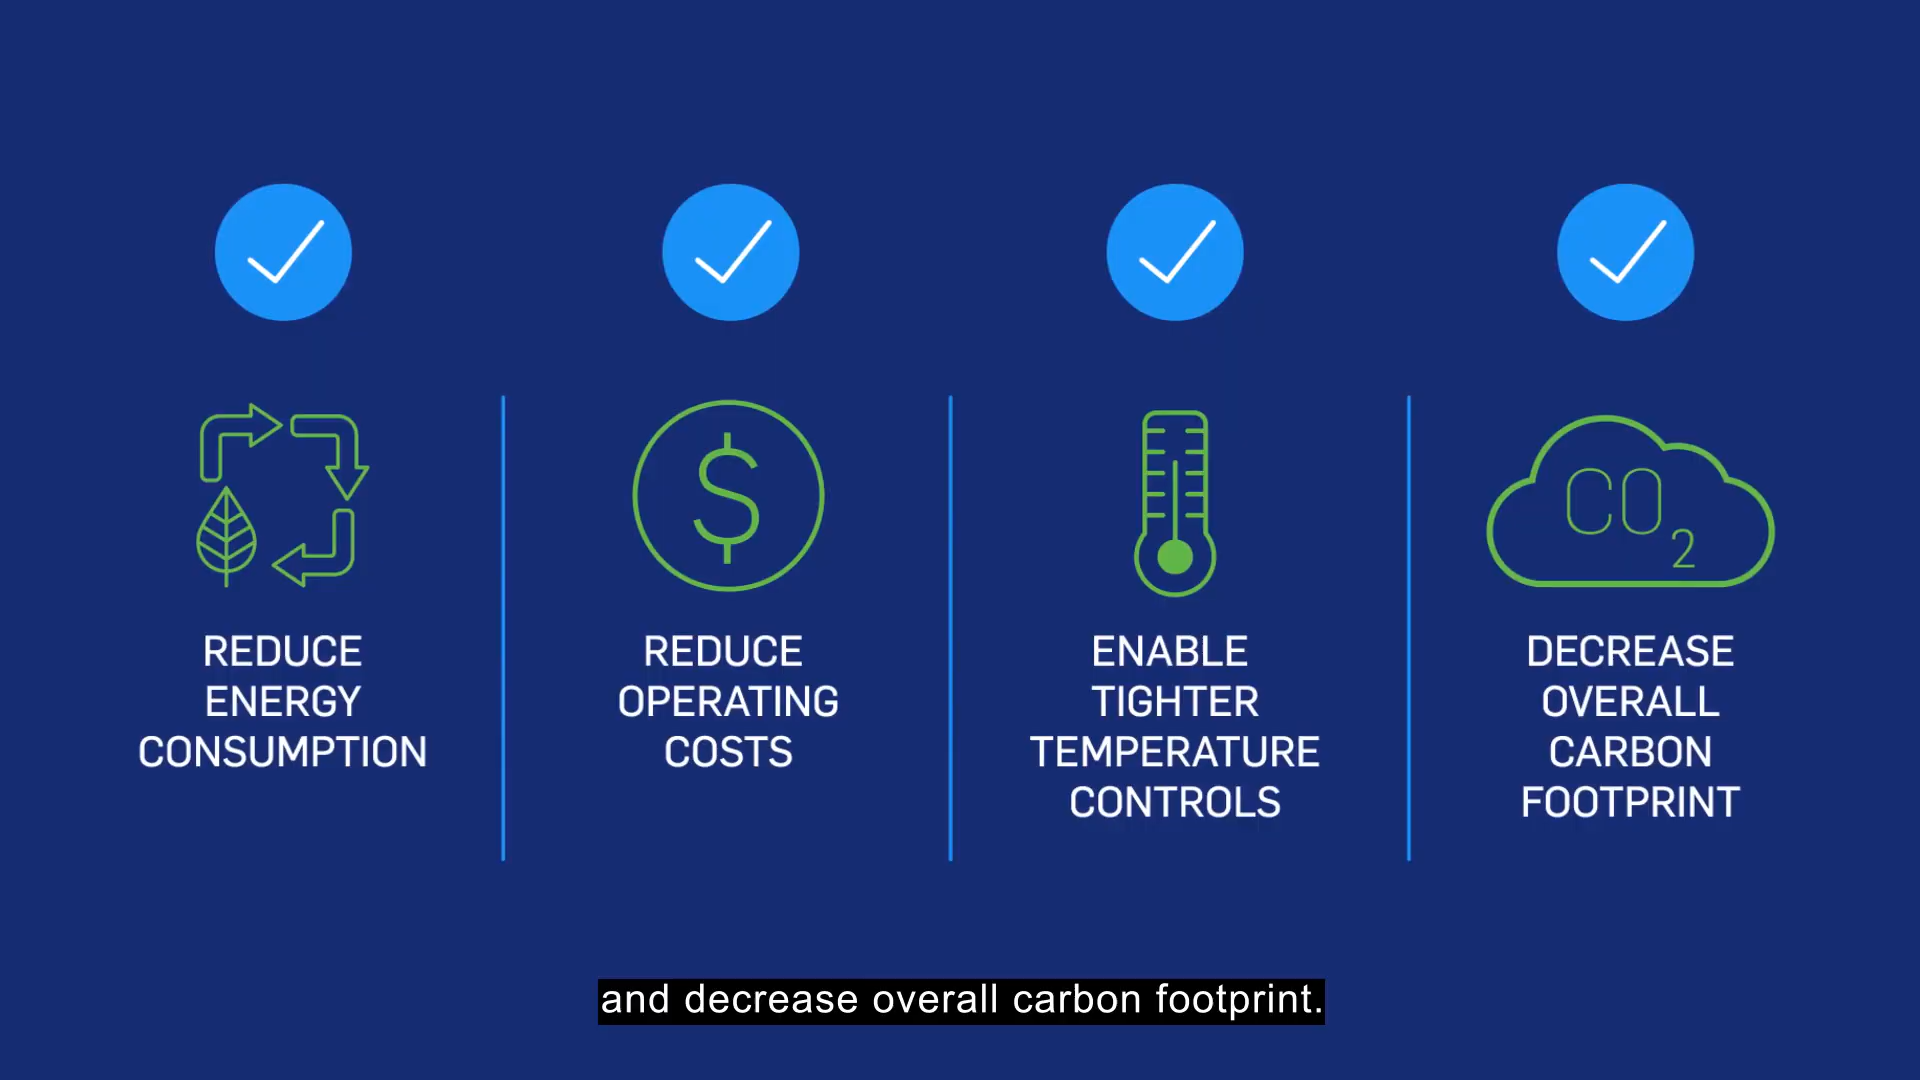 $
CO2
REDUCE
ENERGY
CONSUMPTION
REDUCE
OPERATING
COSTS
ENABLE
TIGHTER
TEMPERATURE
CONTROLS
DECREASE
OVERALL
CARBON
FOOTPRINT
and decrease overall carbon footprint.